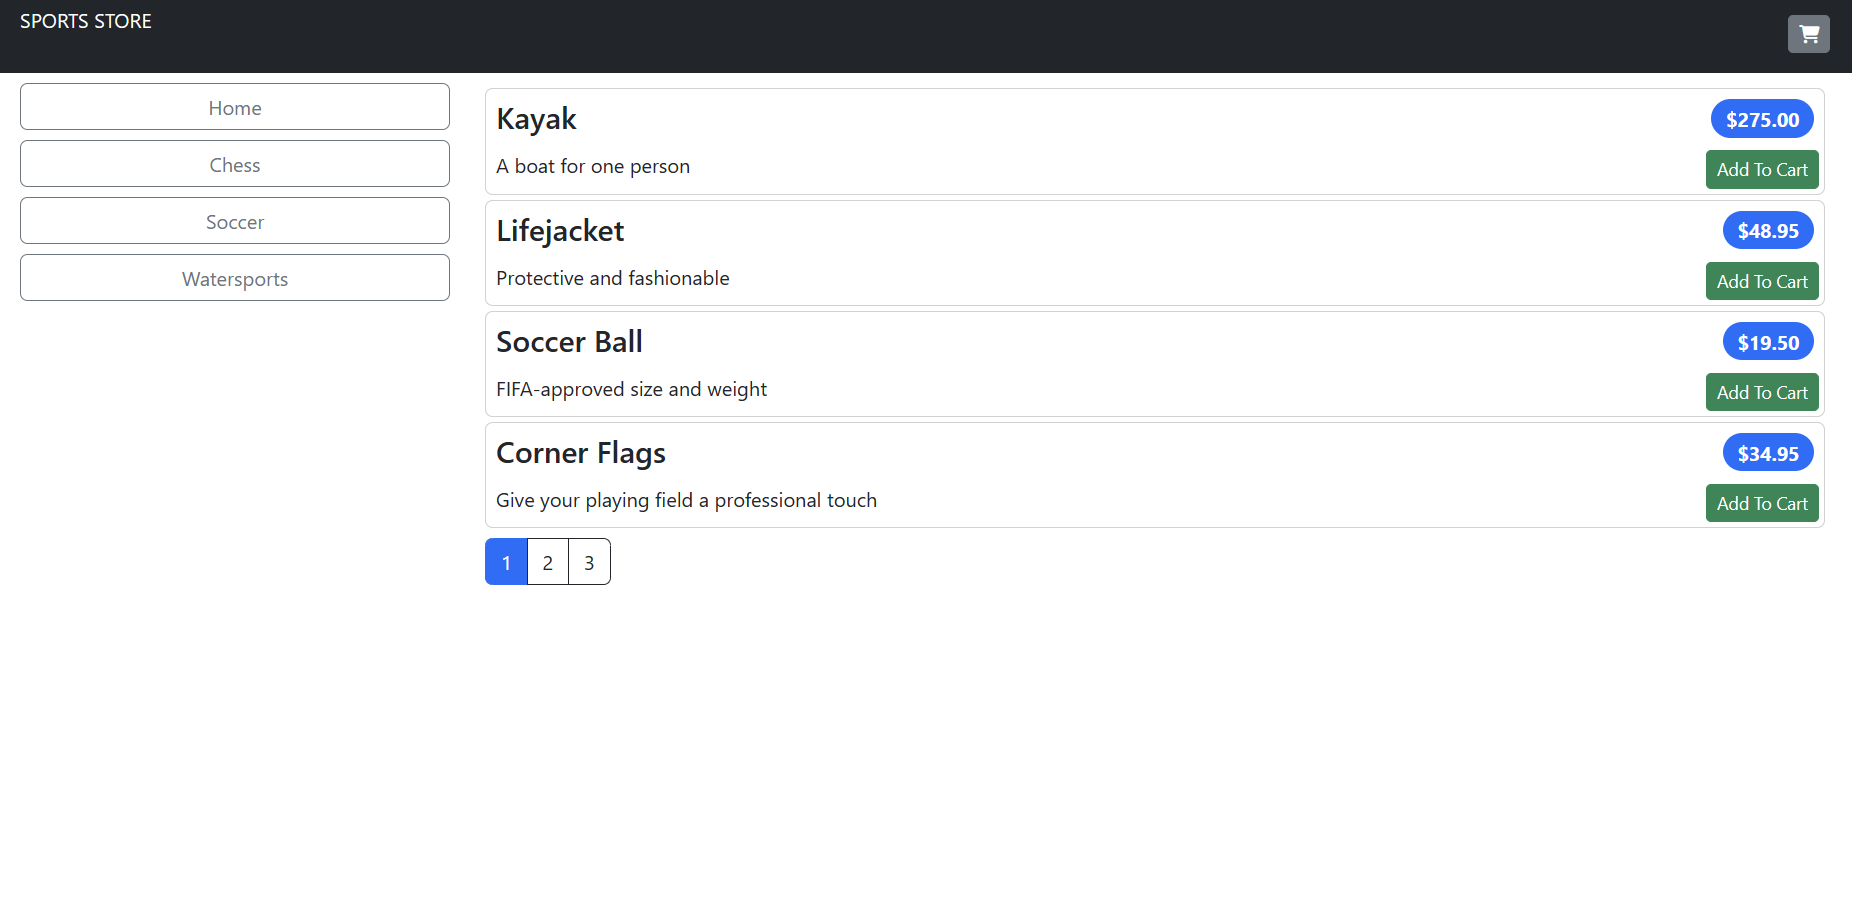 SPORTS STORE
Home
Chess
Soccer
Watersports
Kayak
$275.00
A boat for one person
Add To Cart
Lifejacket
$48.95
Protective and fashionable
Add To Cart
Soccer Ball
$19.50
FIFA-approved size and weight
Add To Cart
Corner Flags
$34.95
Give your playing field a professional touch
Add To Cart
1 2 3